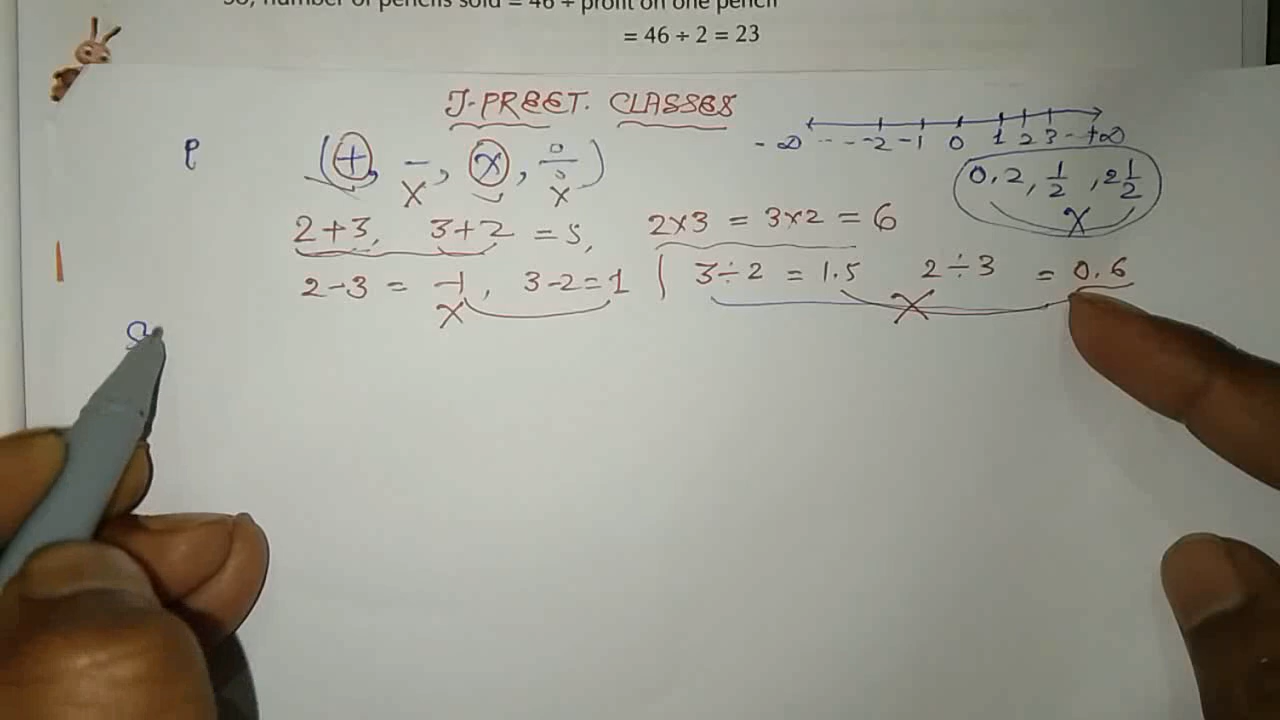 So, number of pencils sold = 46 ÷ profit on one pencil
= 46 ÷ 2 = 23
J-PREET. CLASSES
-∞ ---- -2 -1 0 1 2 3 -- +∞
P (+, -, ×, ÷)
X X
0.2, 1/2, 2 1/2
X
2+3, 3+2 = 5, 2×3 = 3×2 = 6
2-3 = -1, 3-2=1 | 3÷2 = 1.5 2÷3 = 0.6
X X